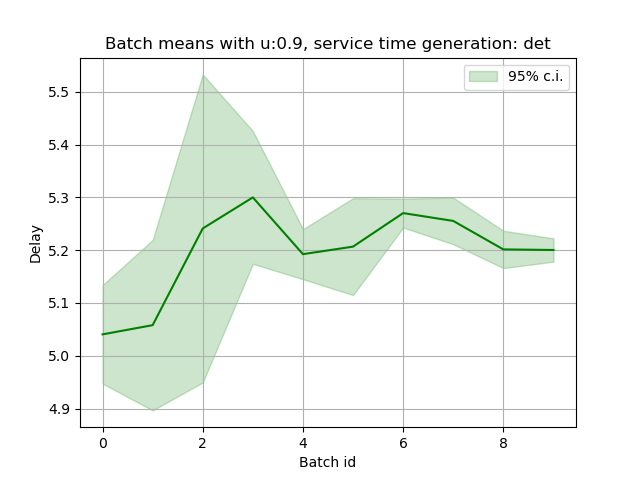 Batch means with u:0.9, service time generation: det
95% c.i.
Delay
5.5
5.4
5.3
5.2
5.1
5.0
4.9
0 2 4 6 8
Batch id